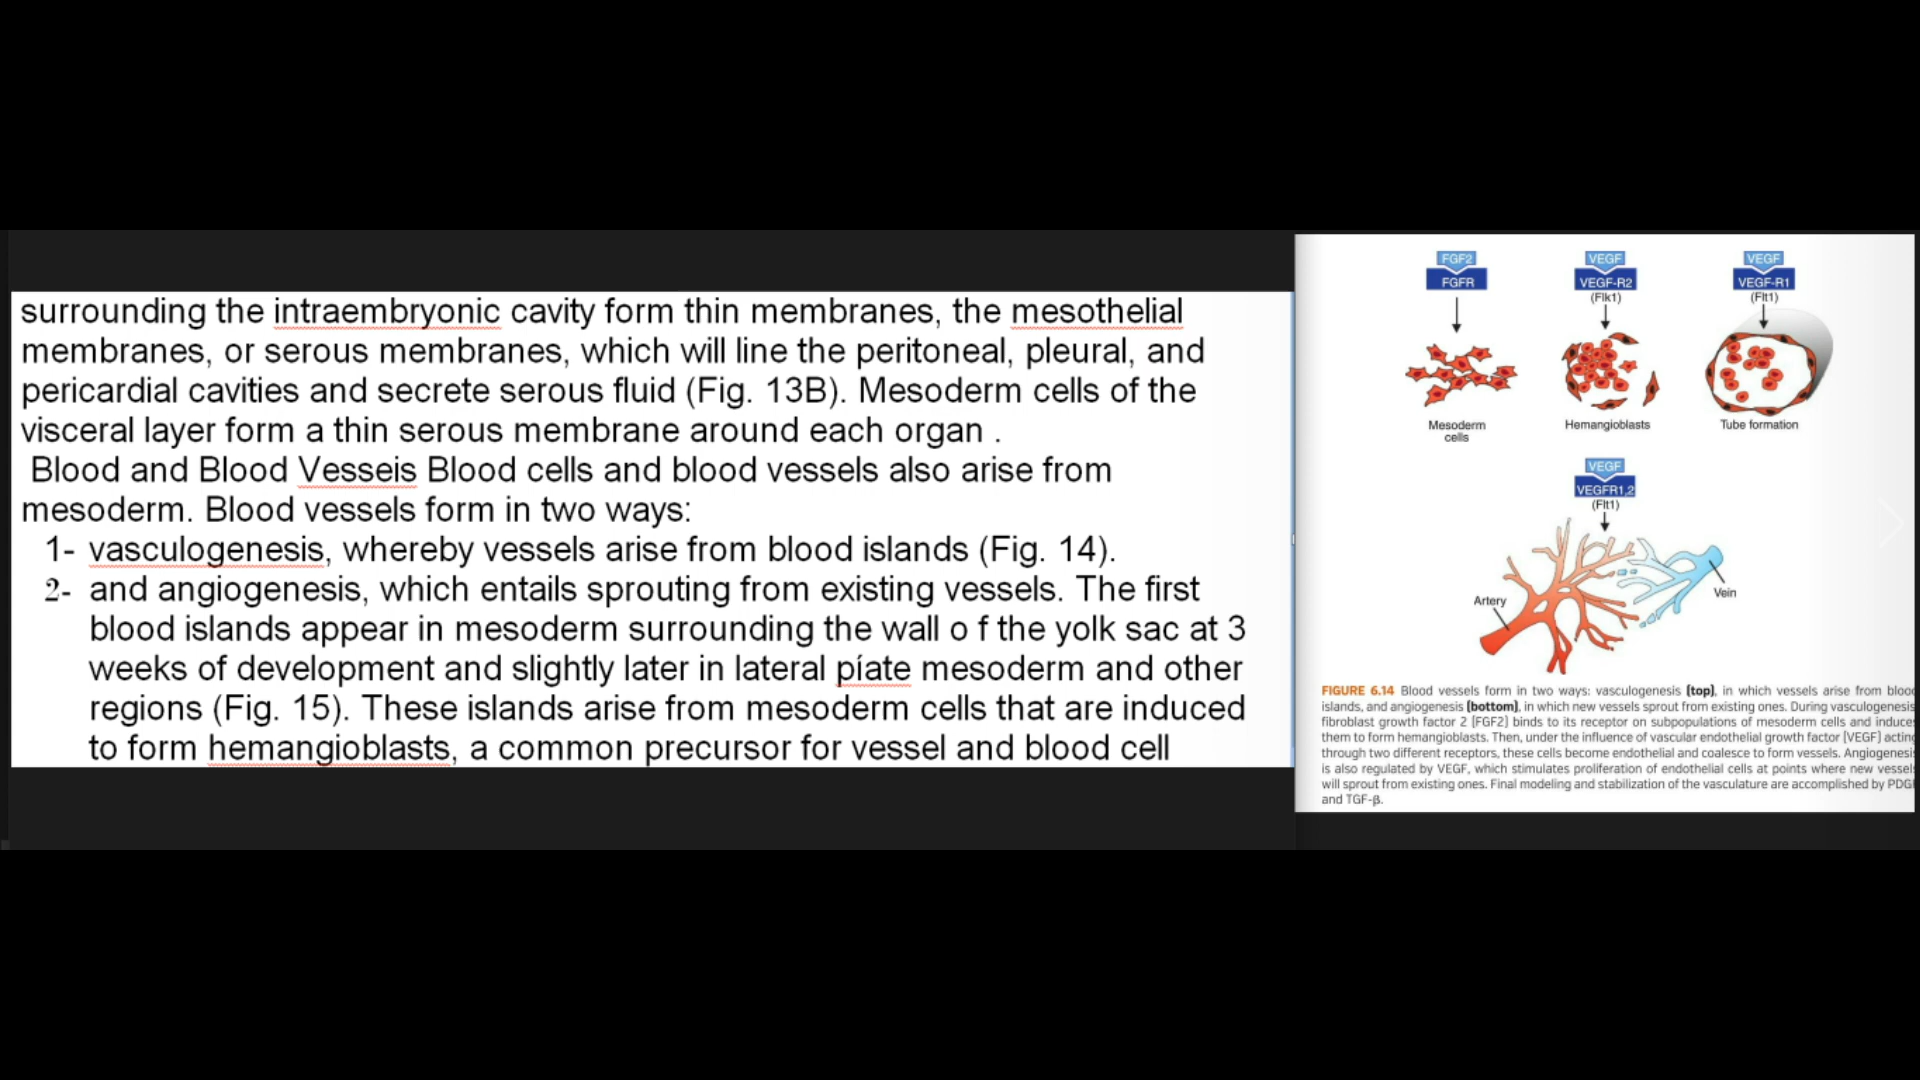 surrounding the intraembryonic cavity form thin membranes, the mesothelial
membranes, or serous membranes, which will line the peritoneal, pleural, and
pericardial cavities and secrete serous fluid (Fig. 13B). Mesoderm cells of the
visceral layer form a thin serous membrane around each organ .
Blood and Blood Vesseis Blood cells and blood vessels also arise from
mesoderm. Blood vessels form in two ways:
1- vasculogenesis, whereby vessels arise from blood islands (Fig. 14).
2- and angiogenesis, which entails sprouting from existing vessels. The first
blood islands appear in mesoderm surrounding the wall o f the yolk sac at 3
weeks of development and slightly later in lateral píate mesoderm and other
regions (Fig. 15). These islands arise from mesoderm cells that are induced
to form hemangioblasts, a common precursor for vessel and blood cell
FGF2
FGFR
VEGF
VEGF-R2
(Flk1)
VEGF
VEGF-R1
(Flt1)
Mesoderm
cells
Hemangioblasts
Tube formation
VEGF
VEGFR1,2
(Flt1)
Artery
Vein
FIGURE 6.14 Blood vessels form in two ways: vasculogenesis (top), in which vessels arise from blood
islands, and angiogenesis (bottom), in which new vessels sprout from existing ones. During vasculogenesis
fibroblast growth factor 2 (FGF2) binds to its receptor on subpopulations of mesoderm cells and induces
them to form hemangioblasts. Then, under the influence of vascular endothelial growth factor (VEGF) acting
through two different receptors, these cells become endothelial and coalesce to form vessels. Angiogenesis
is also regulated by VEGF, which stimulates proliferation of endothelial cells at points where new vessels
will sprout from existing ones. Final modeling and stabilization of the vasculature are accomplished by PDG
and TGF-β.